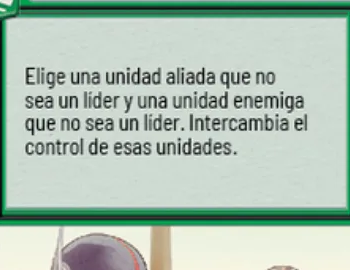 Elige una unidad aliada que no
sea un líder y una unidad enemiga
que no sea un líder. Intercambia el
control de esas unidades.